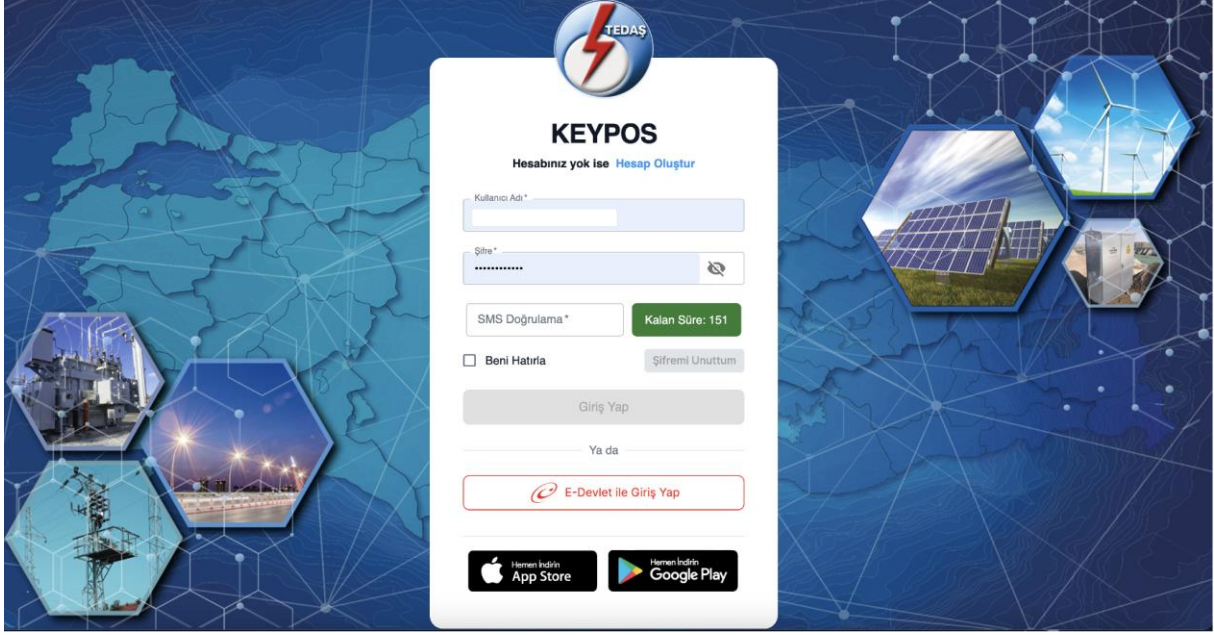 TEDAŞ
KEYPOS
Hesabınız yok ise Hesap Oluştur
Kullanıcı Adı *
Şifre *
••••••••••••
SMS Doğrulama *
Kalan Süre: 151
Beni Hatırla
Şifremi Unuttum
Giriş Yap
Ya da
E-Devlet ile Giriş Yap
Hemen İndirin
App Store
Hemen İndirin
Google Play